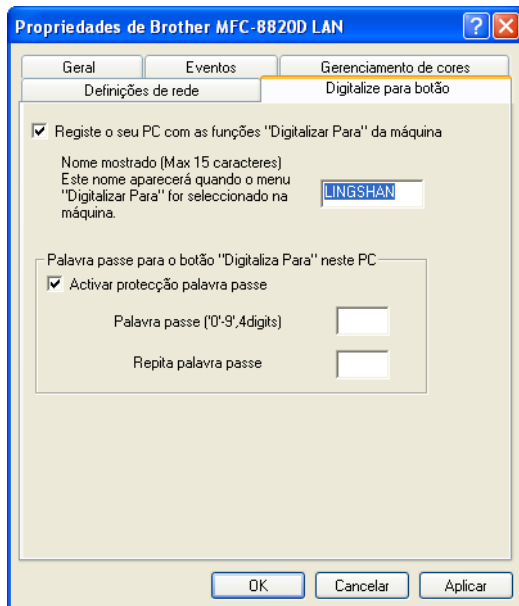 Propriedades de Brother MFC-8820D LAN
Geral Eventos Gerenciamento de cores
Definições de rede Digitalize para botão
Registe o seu PC com as funções "Digitalizar Para" da máquina
Nome mostrado (Max 15 caracteres)
Este nome aparecerá quando o menu
"Digitalizar Para" for seleccionado na
máquina.
LINGSHAN
Palavra passe para o botão "Digitaliza Para" neste PC
Activar protecção palavra passe
Palavra passe ('0'-9',4digits)
Repita palavra passe
OK Cancelar Aplicar